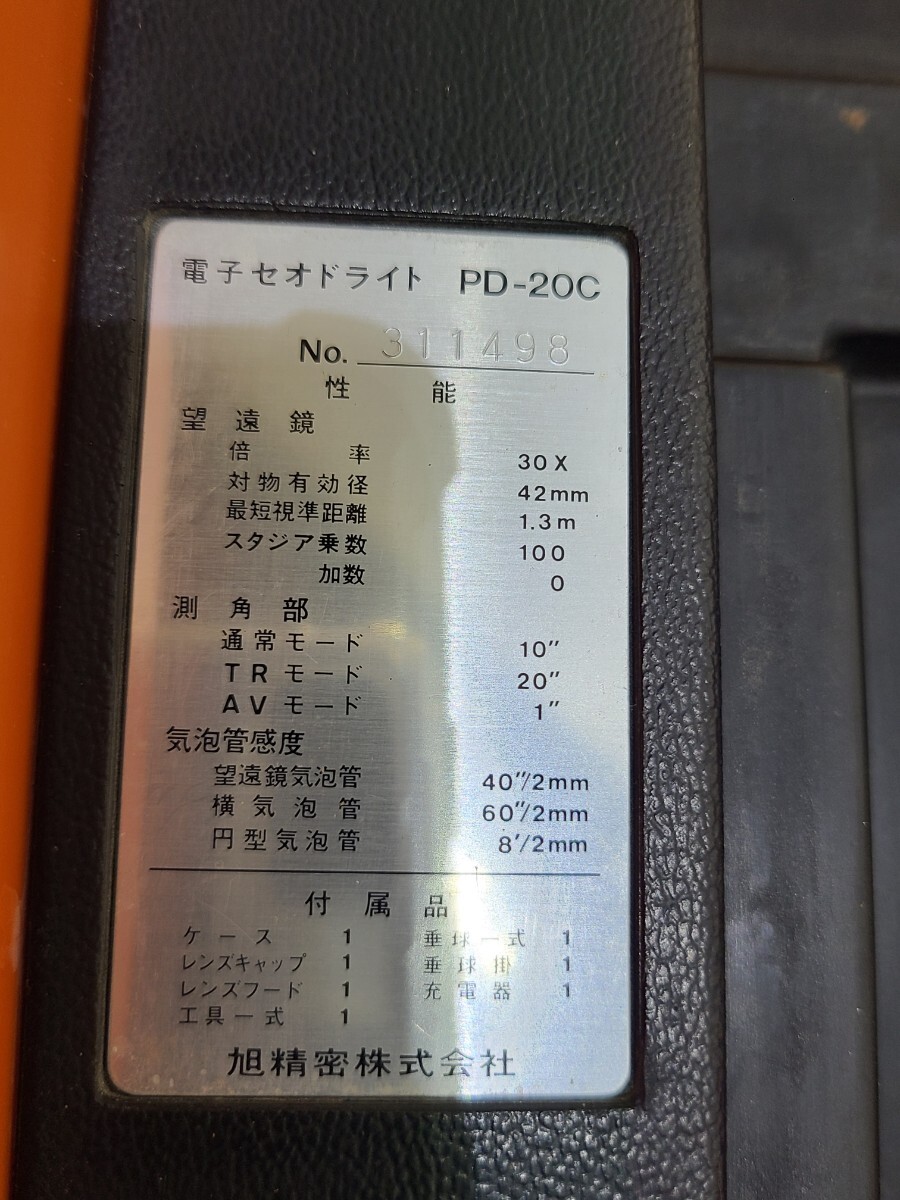 電子セオドライト PD-20C
No. 311498
性能
望遠鏡
倍率 30X
対物有効径 42mm
最短視準距離 1.3m
スタジア乗数 100
加数 0
測角部
通常モード 10″
TRモード 20″
AVモード 1″
気泡管感度
望遠鏡気泡管 40″/2mm
横気泡管 60″/2mm
円型気泡管 8′/2mm
付属品
ケース 1 垂球一式 1
レンズキャップ 1 垂球掛 1
レンズフード 1 充電器 1
工具一式 1
旭精密株式会社